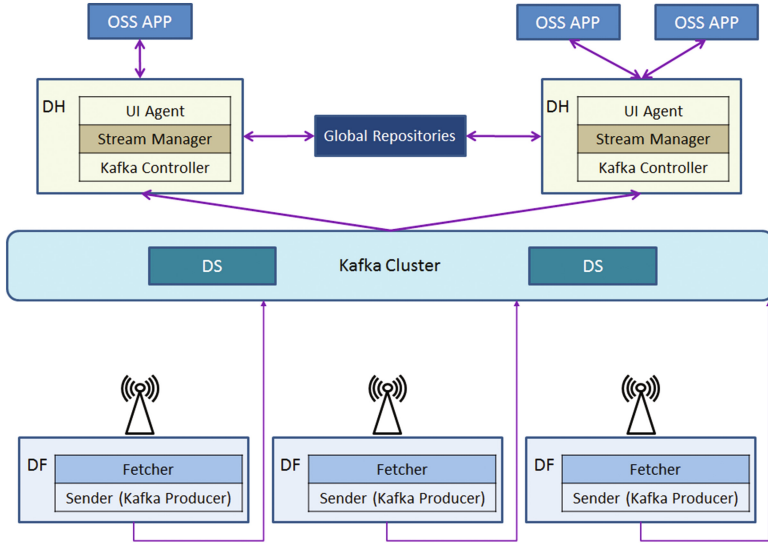 OSS APP
OSS APP
OSS APP
DH
UI Agent
Stream Manager
Kafka Controller
Global Repositories
DH
UI Agent
Stream Manager
Kafka Controller
DS
Kafka Cluster
DS
DF
Fetcher
Sender (Kafka Producer)
DF
Fetcher
Sender (Kafka Producer)
DF
Fetcher
Sender (Kafka Producer)